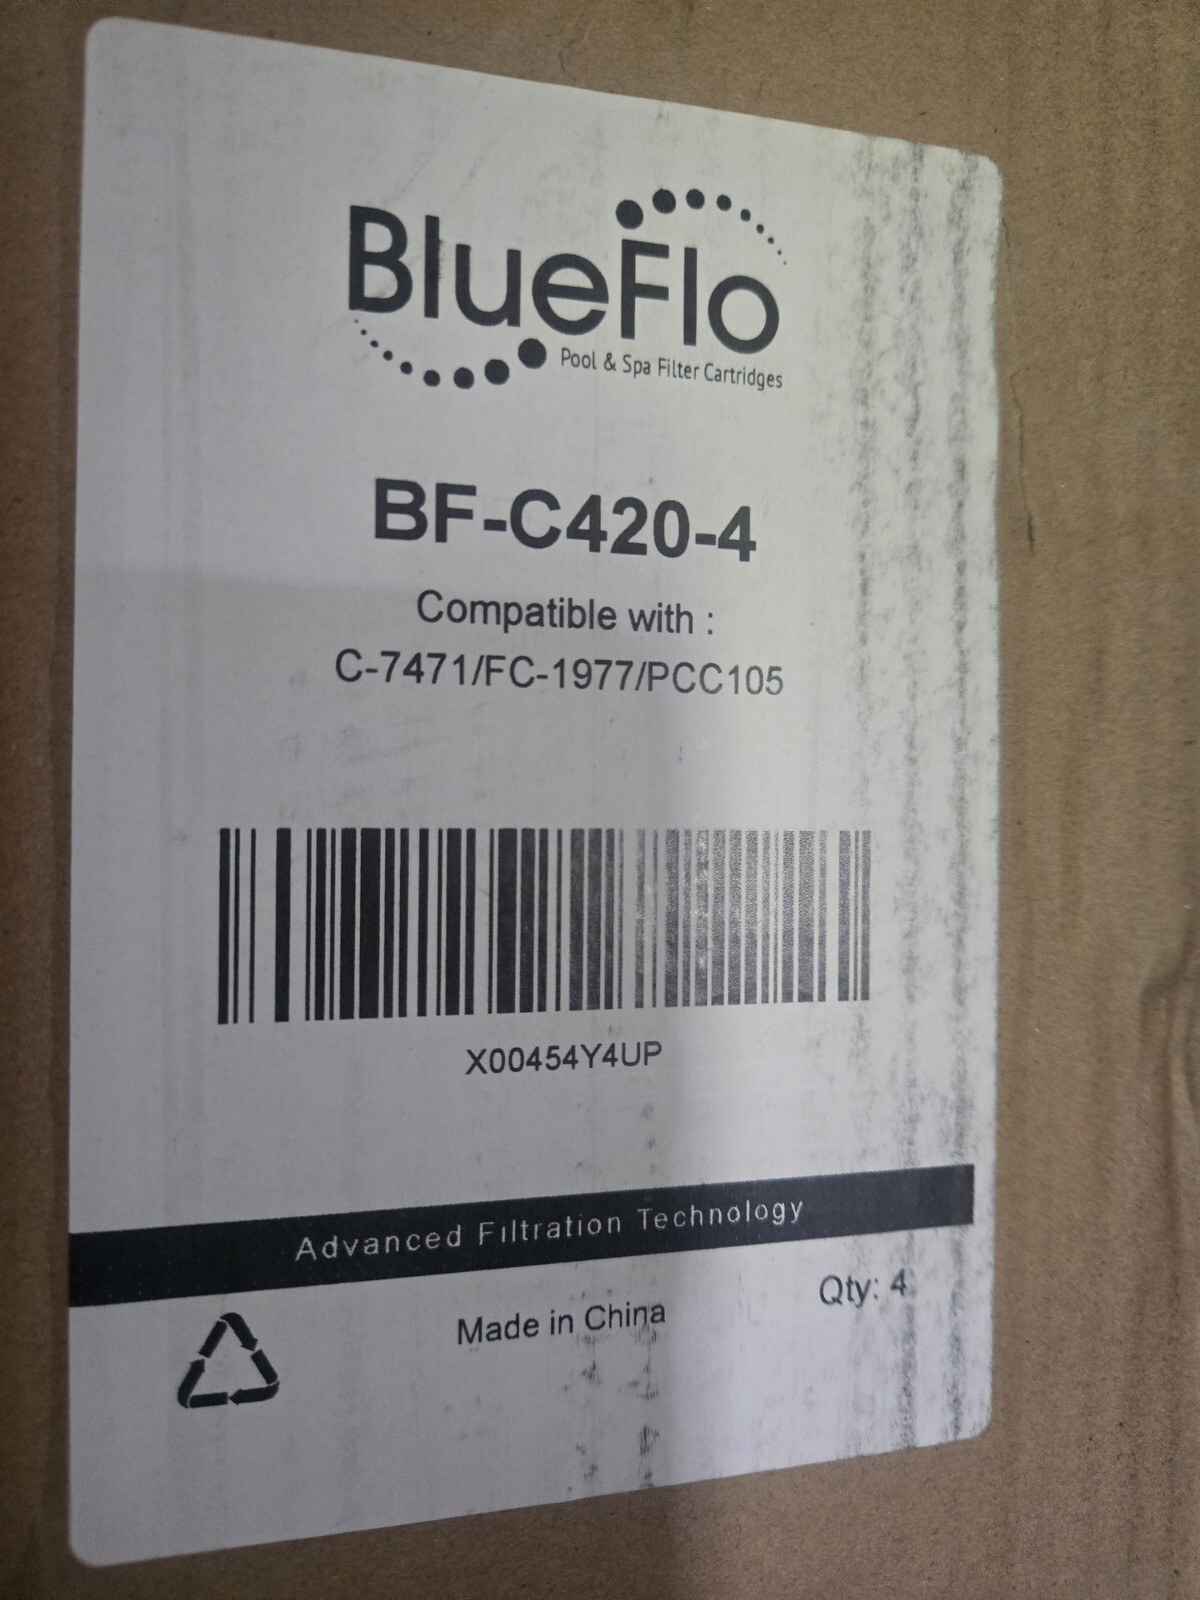 BlueFlo
Pool & Spa Filter Cartridges
BF-C420-4
Compatible with :
C-7471/FC-1977/PCC105
X00454Y4UP
Advanced Filtration Technology
Made in China
Qty: 4